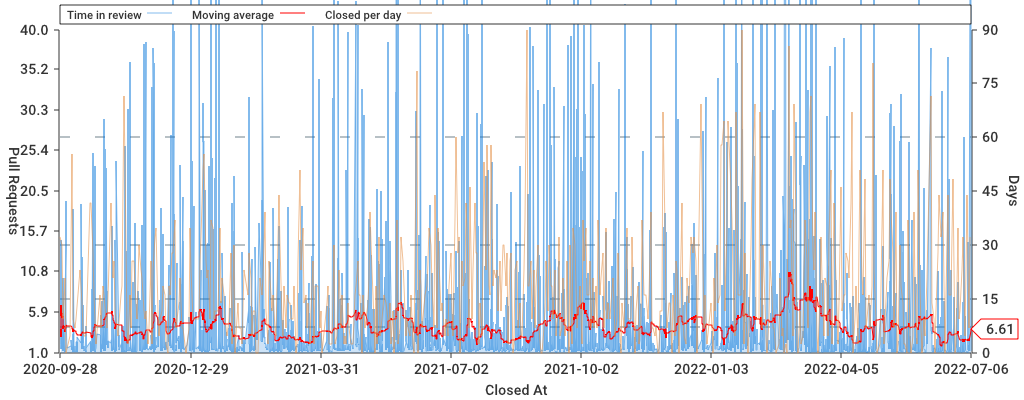 Time in review Moving average Closed per day
40.0 90
35.2 75
30.3
60
25.4
20.5 45
15.7
30
10.8
5.9 15
6.61
1.0 0
Pull Requests
Days
2020-09-28 2020-12-29 2021-03-31 2021-07-02 2021-10-02 2022-01-03 2022-04-05 2022-07-06
Closed At